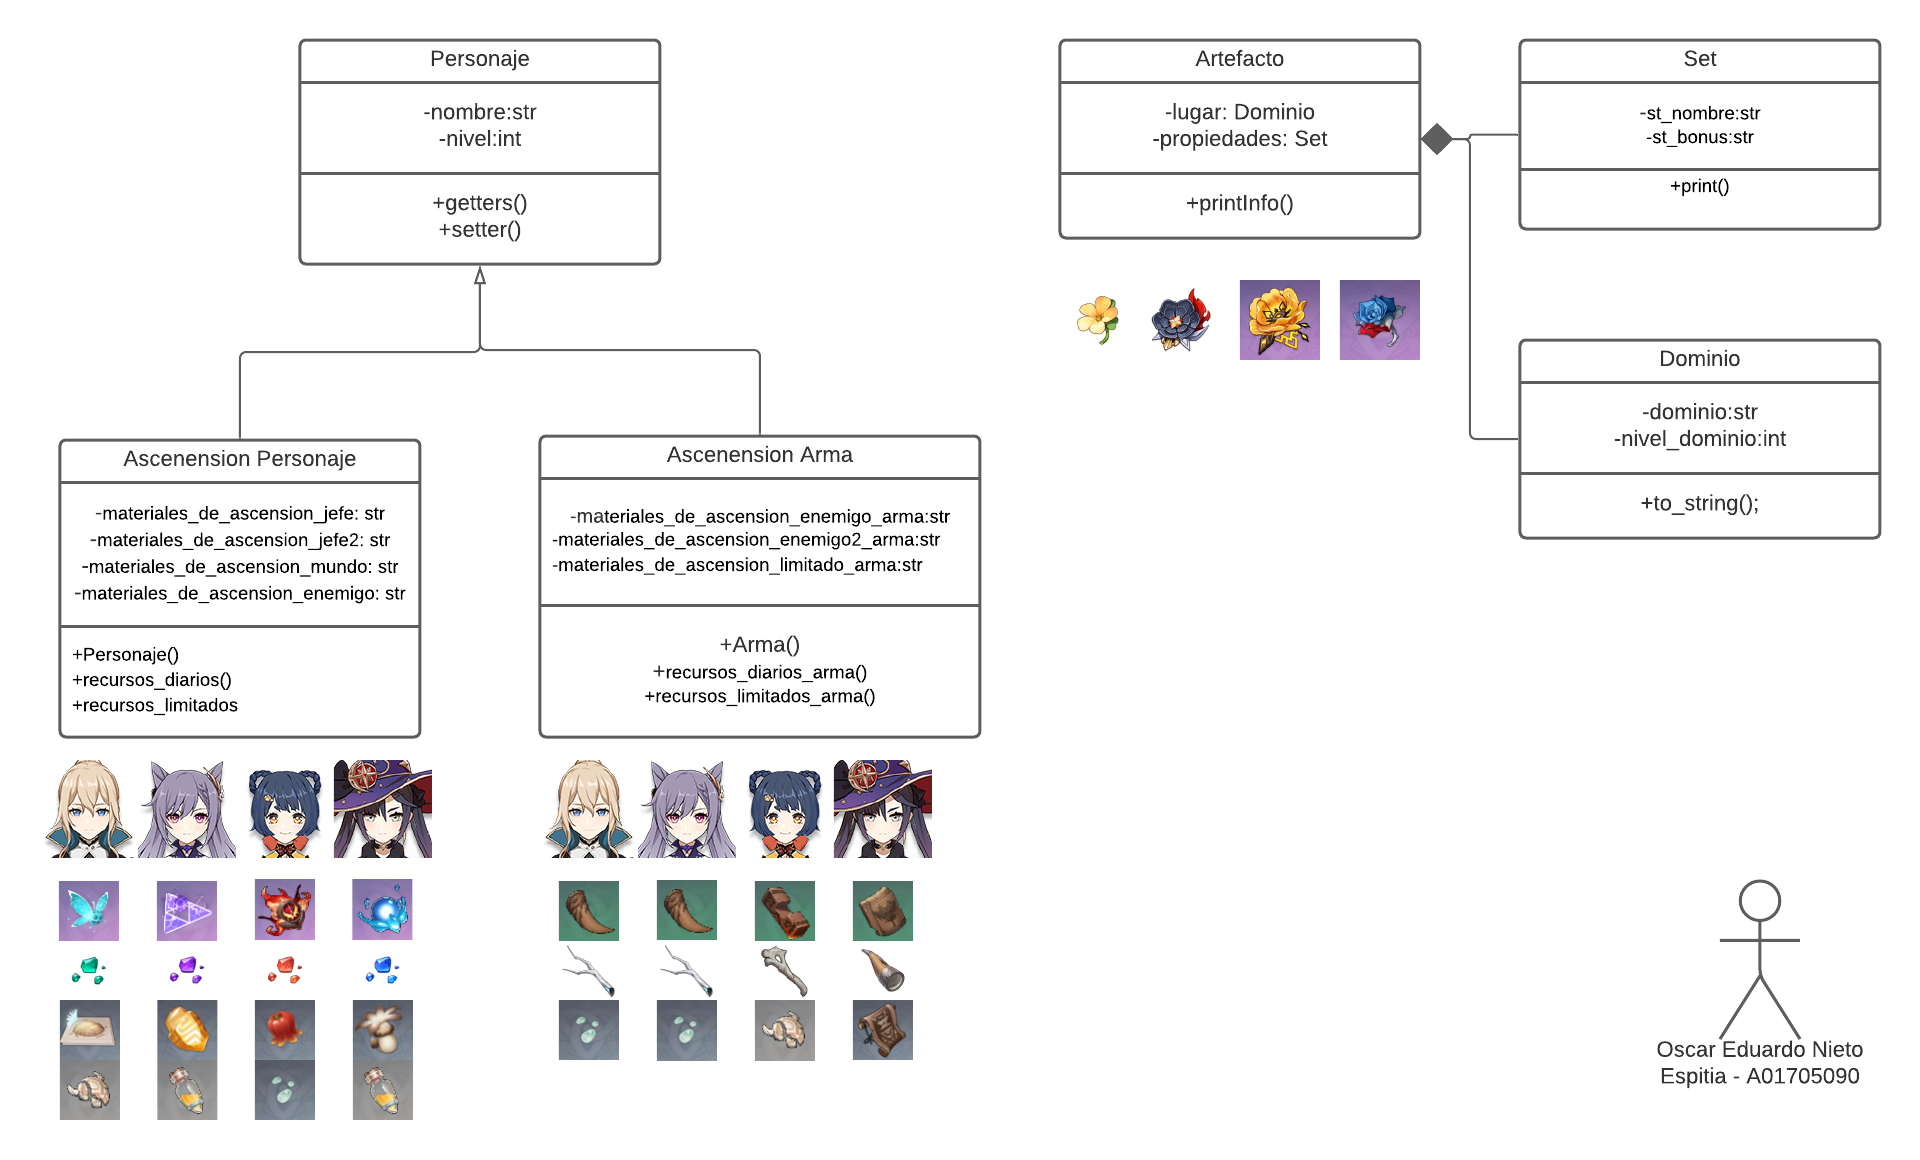 Personaje
-nombre:str
-nivel:int
+getters()
+setter()
Artefacto
-lugar: Dominio
-propiedades: Set
+printInfo()
Set
-st_nombre:str
-st_bonus:str
+print()
Dominio
-dominio:str
-nivel_dominio:int
+to_string();
Ascenension Personaje
-materiales_de_ascension_jefe: str
-materiales_de_ascension_jefe2: str
-materiales_de_ascension_mundo: str
-materiales_de_ascension_enemigo: str
+Personaje()
+recursos_diarios()
+recursos_limitados
Ascenension Arma
-materiales_de_ascension_enemigo_arma:str
-materiales_de_ascension_enemigo2_arma:str
-materiales_de_ascension_limitado_arma:str
+Arma()
+recursos_diarios_arma()
+recursos_limitados_arma()
Oscar Eduardo Nieto
Espitia - A01705090